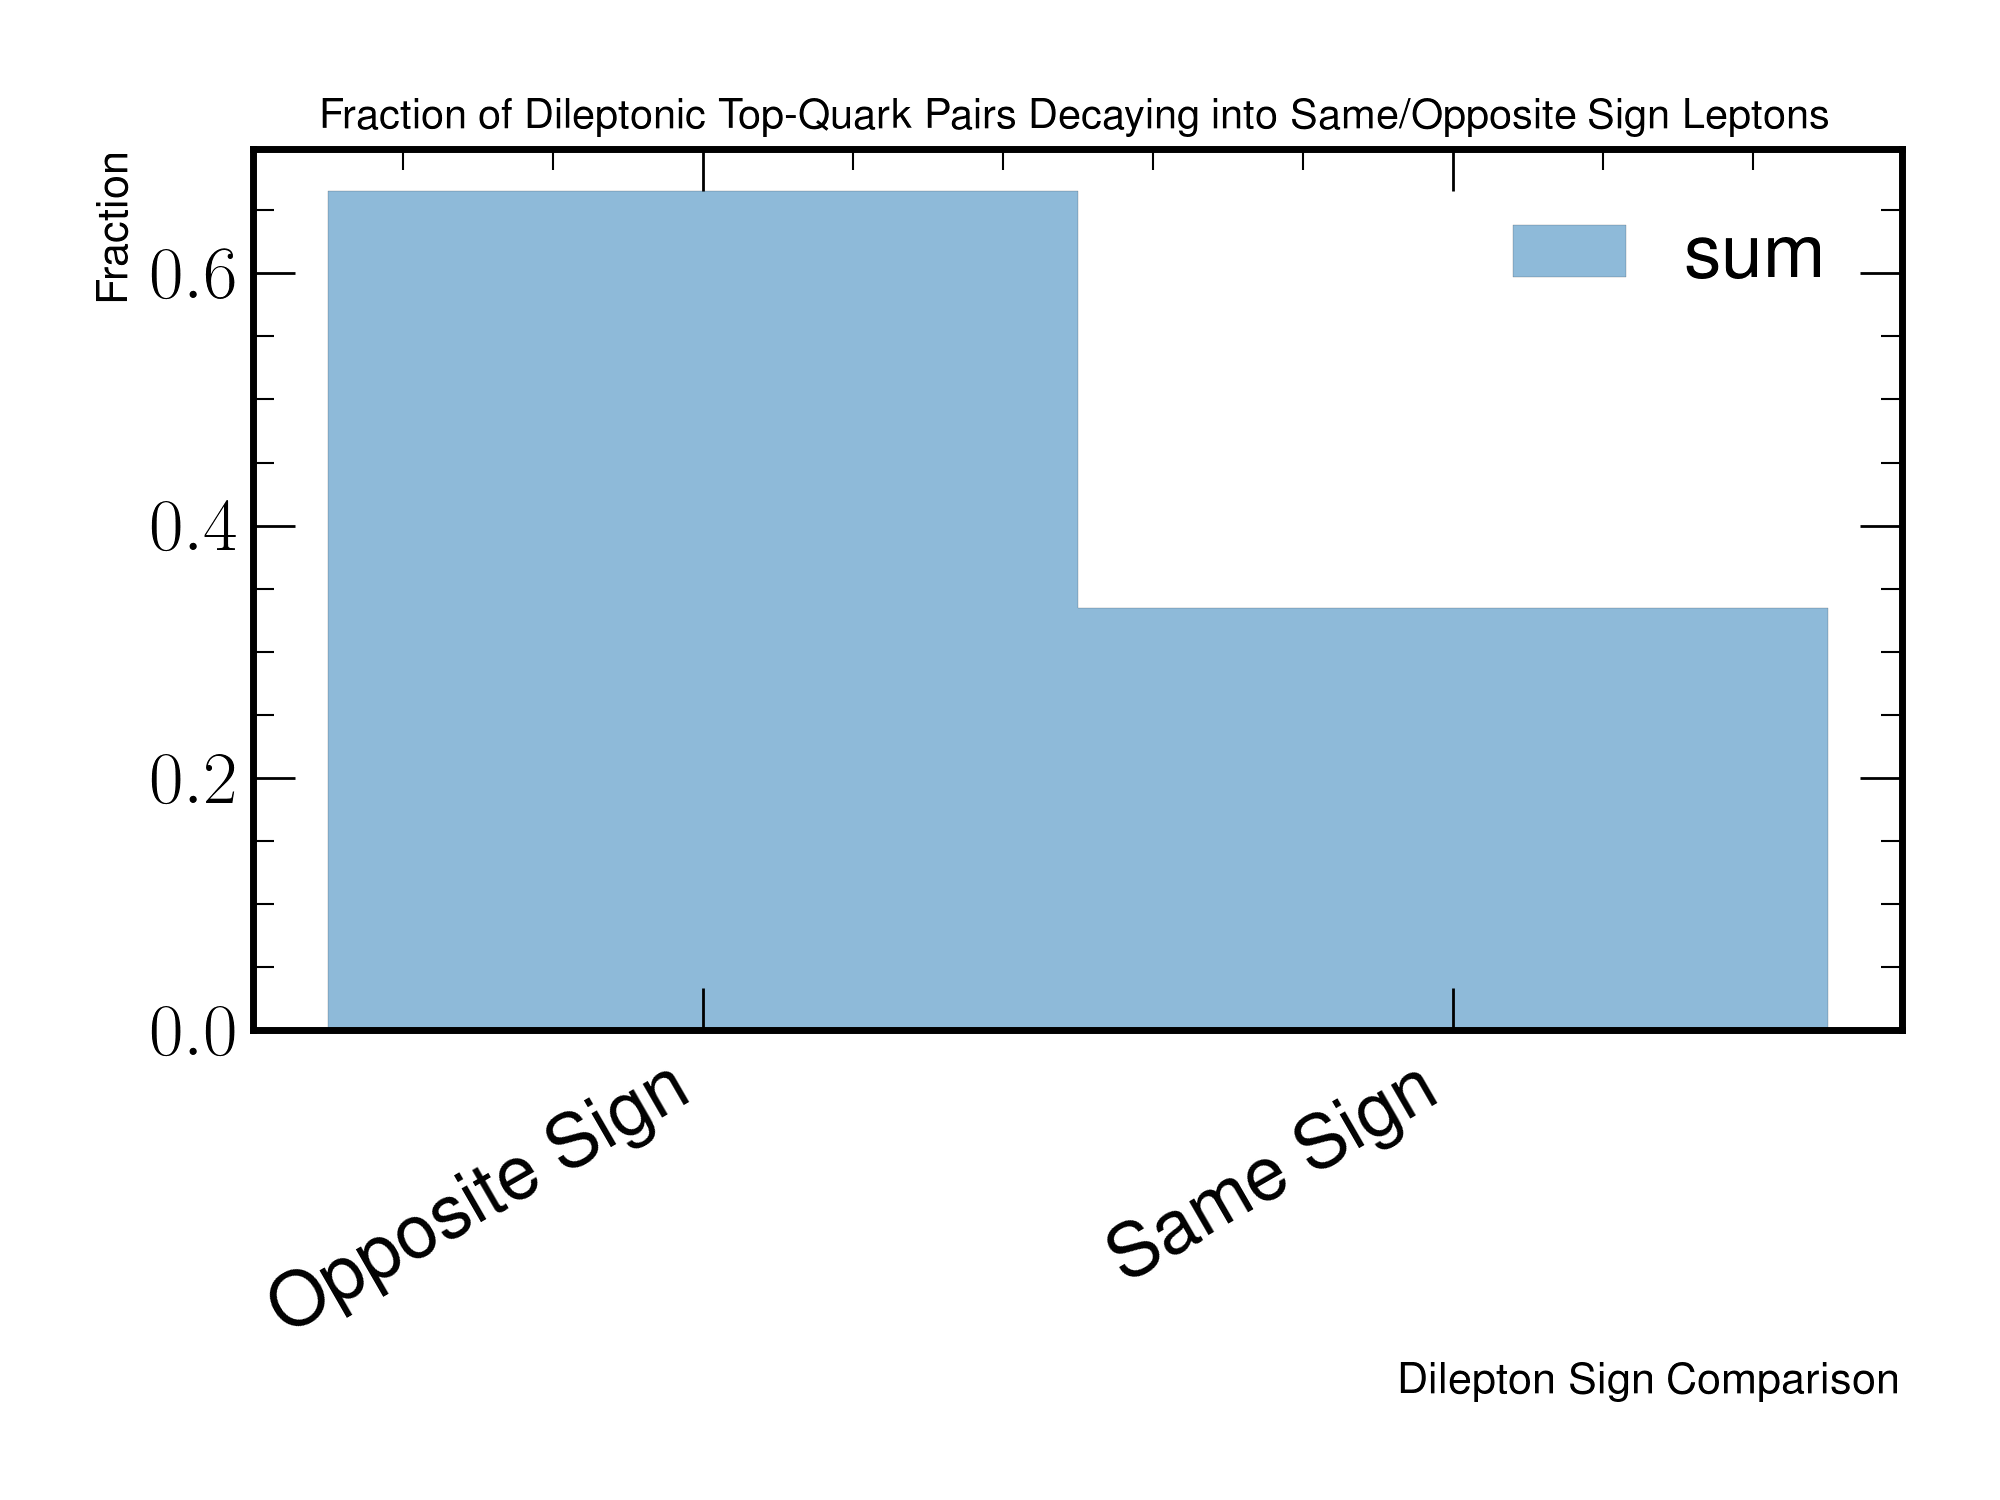 Fraction of Dileptonic Top-Quark Pairs Decaying into Same/Opposite Sign Leptons
Fraction
sum
0.6
0.4
0.2
0.0
Opposite Sign
Same Sign
Dilepton Sign Comparison